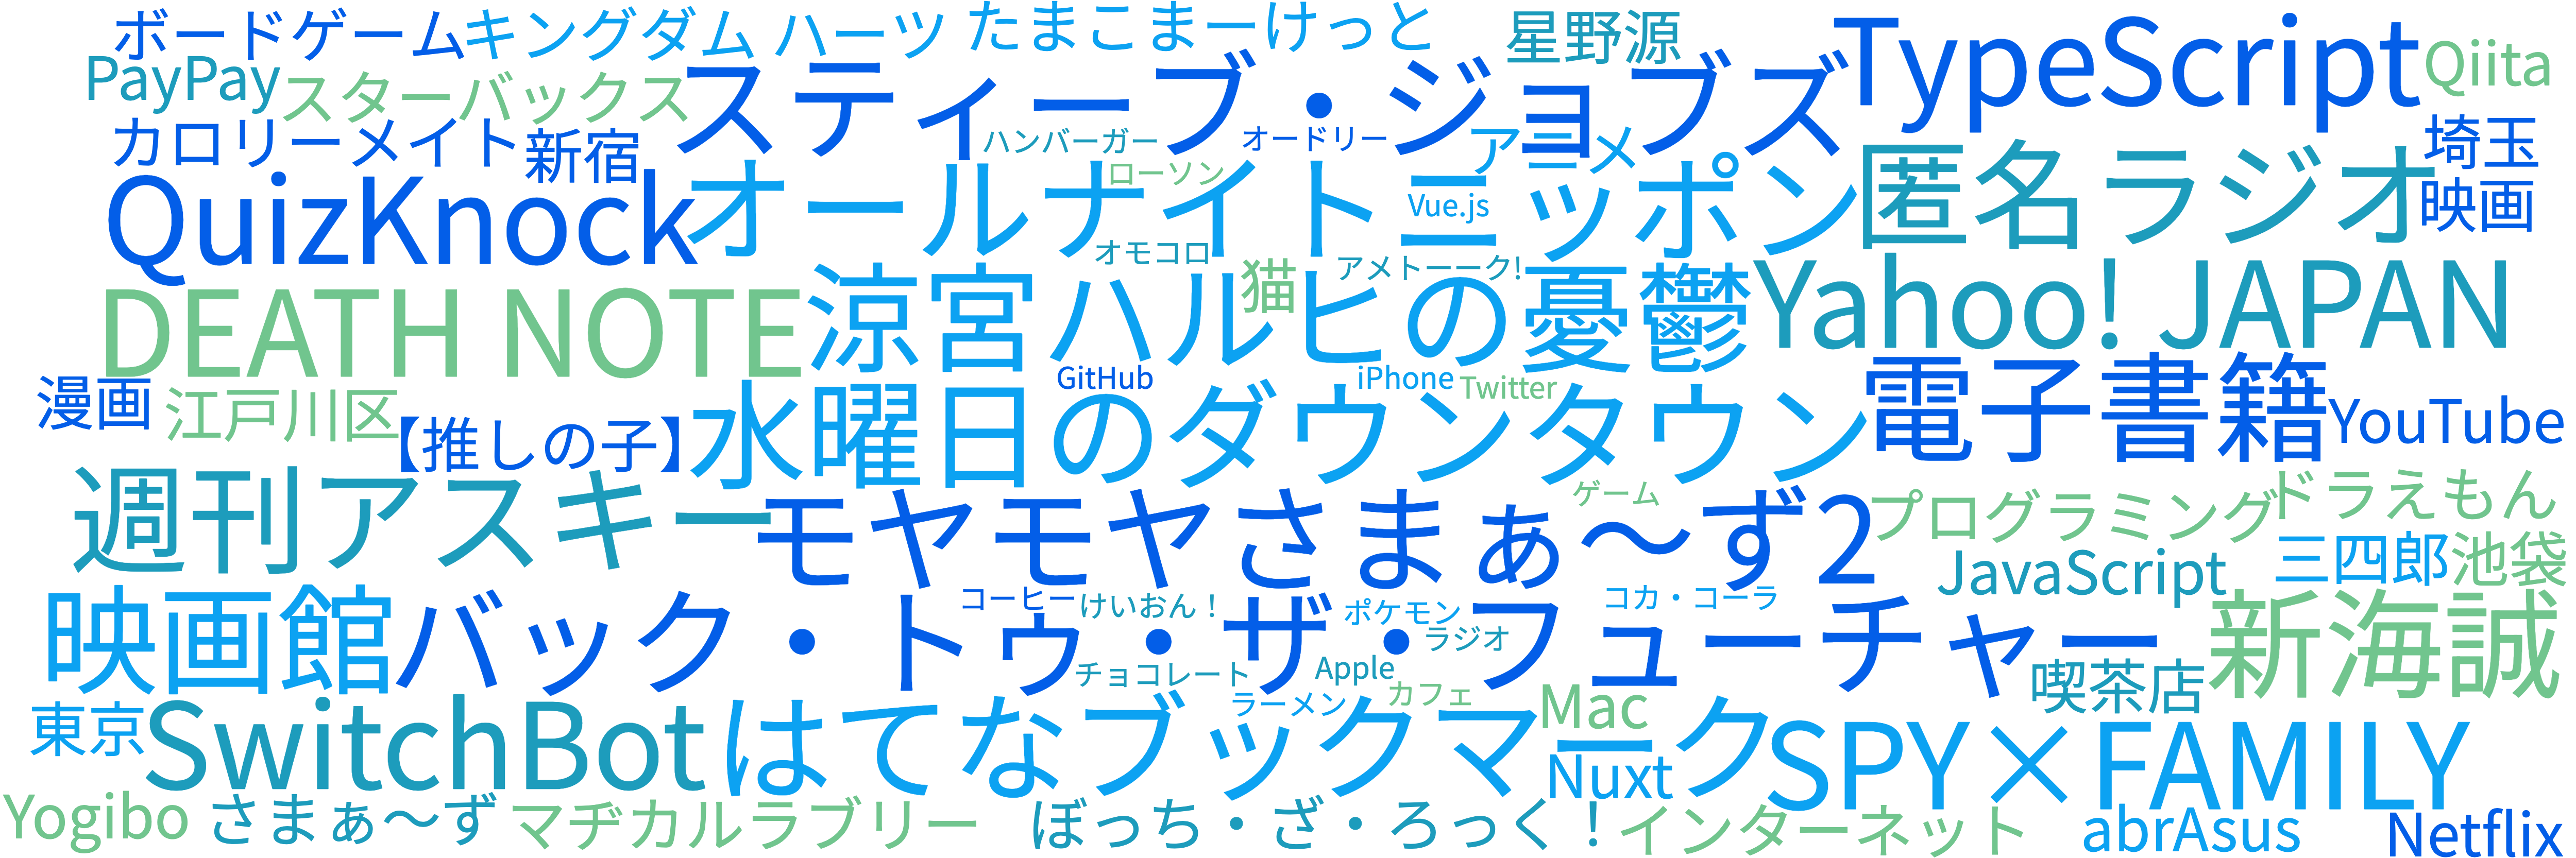 ボードゲーム
キングダム ハーツ
たまこまーけっと
星野源
TypeScript
Qiita
PayPay
スターバックス
スティーブ・ジョブズ
カロリーメイト
新宿
ハンバーガー
オードリー
アニメ
埼玉
QuizKnock
オールナイトニッポン
ローソン
Vue.js
匿名ラジオ
映画
オモコロ
猫
アメトーーク!
DEATH NOTE
涼宮ハルヒの憂鬱
Yahoo! JAPAN
漫画
江戸川区
【推しの子】
GitHub
iPhone
Twitter
水曜日のダウンタウン
電子書籍
YouTube
週刊アスキー
モヤモヤさまぁ〜ず2
ゲーム
プログラミング
ドラえもん
JavaScript
三四郎
池袋
映画館
バック・トゥ・ザ・フューチャー
コーヒー
けいおん！
ポケモン
コカ・コーラ
ラジオ
新海誠
チョコレート
Apple
喫茶店
東京
SwitchBot
はてなブックマーク
ラーメン
カフェ
Mac
Nuxt
SPY×FAMILY
Yogibo
さまぁ〜ず
マヂカルラブリー
ぼっち・ざ・ろっく！
インターネット
abrAsus
Netflix